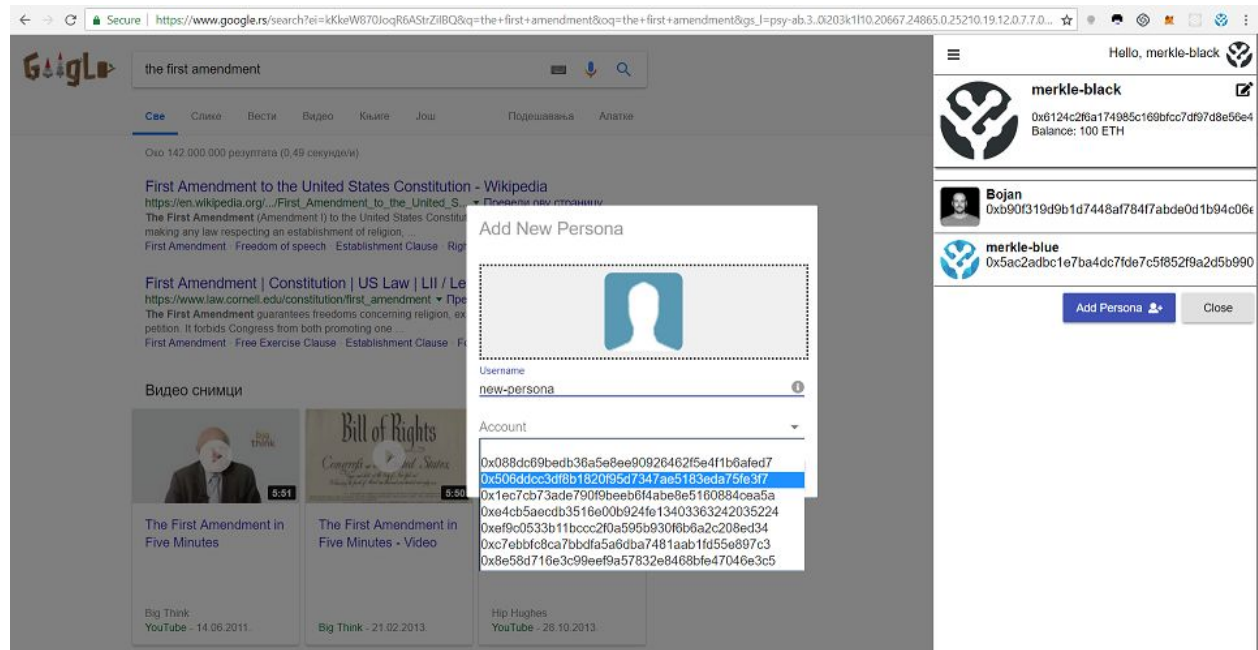 Secure | https://www.google.rs/search?ei=kKkeW870JoqR6AStrZiIBQ&q=the+first+amendment&oq=the+first+amendment&gs_l=psy-ab.3..0i203k1l10.20667.24865.0.25210.19.12.0.7.7.0...
the first amendment
Све Слике Вести Видео Књиге Још Подешавања Алатке
Око 142.000.000 резултата (0,49 секунде/и)
First Amendment to the United States Constitution - Wikipedia
https://en.wikipedia.org/.../First_Amendment_to_the_United_S... ▾ Преведи ову страницу
The First Amendment (Amendment I) to the United States Constitu
making any law respecting an establishment of religion, ...
First Amendment · Freedom of speech · Establishment Clause · Righ
First Amendment | Constitution | US Law | LII / Le
https://www.law.cornell.edu/constitution/first_amendment ▾ Пре
The First Amendment guarantees freedoms concerning religion, ex
petition. It forbids Congress from both promoting one ...
First Amendment · Free Exercise Clause · Establishment Clause · F
Видео снимци
big think
5:51
Bill of Rights
5:50
The First Amendment in
Five Minutes
Big Think
YouTube - 14.06.2011.
The First Amendment in
Five Minutes - Video
Big Think - 21.02.2013.
Hip Hughes
YouTube - 28.10.2013.
Add New Persona
Username
new-persona
Account
0x088dc69bedb36a5e8ee90926462f5e4f1b6afed7
0x506ddcc3df8b1820f95d7347ae5183eda75fe3f7
0x1ec7cb73ade790f9beeb6f4abe8e5160884cea5a
0xe4cb5aecdb3516e00b924fe13403363242035224
0xef9c0533b11bccc2f0a595b930f6b6a2c208ed34
0xc7ebbfc8ca7bbdfa5a6dba7481aab1fd55e897c3
0x8e58d716e3c99eef9a57832e8468bfe47046e3c5
Hello, merkle-black
merkle-black
0x6124c2f6a174985c169bfcc7df97d8e56e4
Balance: 100 ETH
Bojan
0xb90f319d9b1d7448af784f7abde0d1b94c06e
merkle-blue
0x5ac2adbc1e7ba4dc7fde7c5f852f9a2d5b990
Add Persona Close